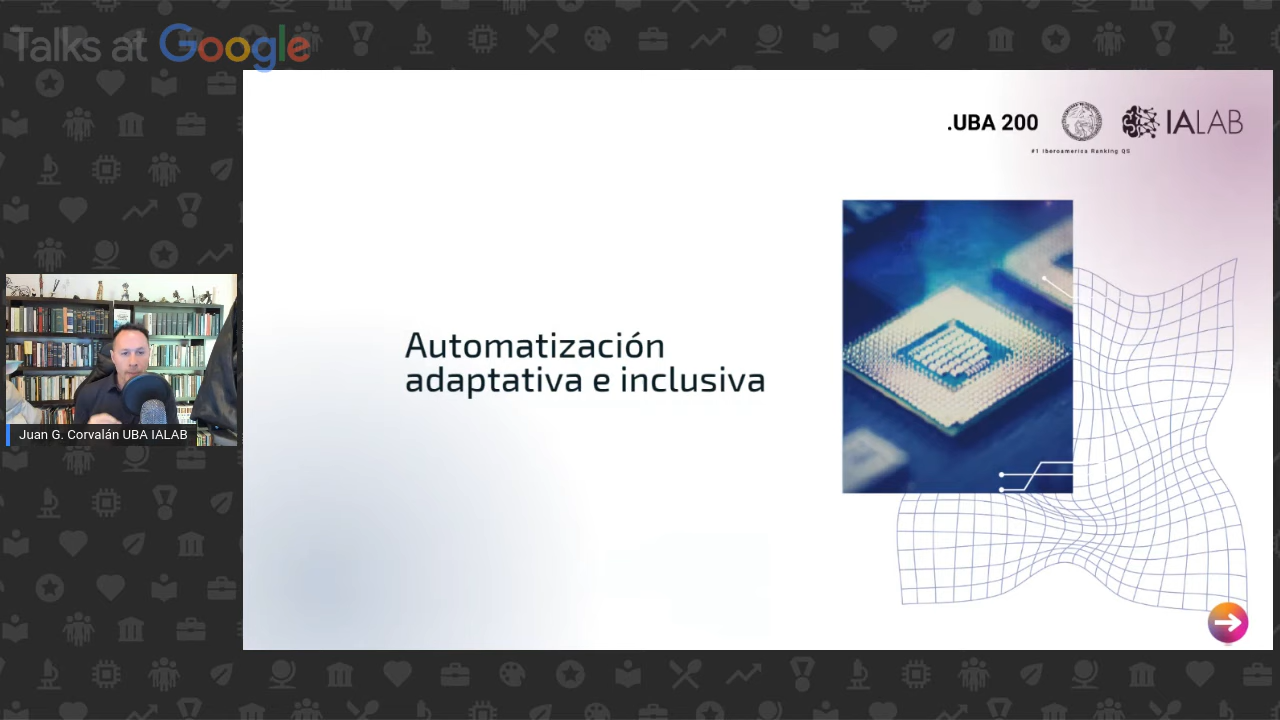 Talks at Google
.UBA 200
IALAB
#1 Iberoamerica Ranking QS
Automatización
adaptativa e inclusiva
Juan G. Corvalán UBA IALAB